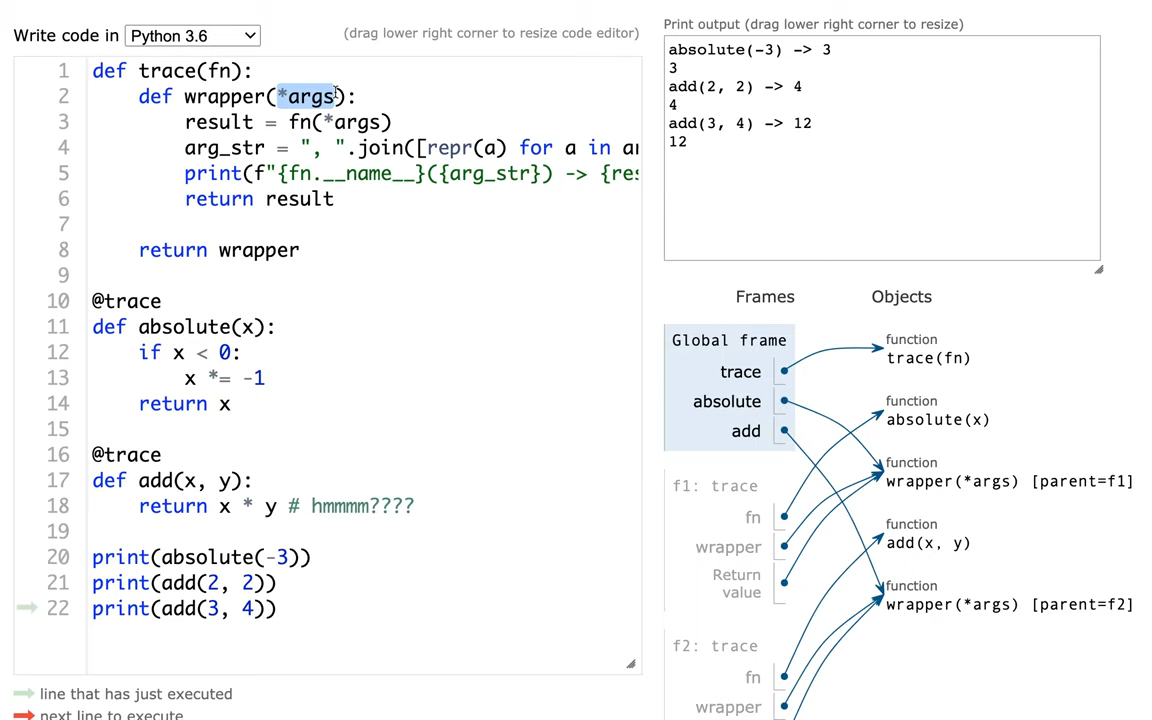 Write code in Python 3.6
(drag lower right corner to resize code editor)
1 def trace(fn):
2 def wrapper(*args):
3 result = fn(*args)
4 arg_str = ", ".join([repr(a) for a in
5 print(f"{fn.__name__}({arg_str}) -> {res
6 return result
7
8 return wrapper
9
10 @trace
11 def absolute(x):
12 if x < 0:
13 x *= -1
14 return x
15
16 @trace
17 def add(x, y):
18 return x * y # hmmmm????
19
20 print(absolute(-3))
21 print(add(2, 2))
22 print(add(3, 4))
line that has just executed
next line to execute
Print output (drag lower right corner to resize)
absolute(-3) -> 3
3
add(2, 2) -> 4
4
add(3, 4) -> 12
12
Frames
Objects
Global frame
trace
absolute
add
f1: trace
fn
wrapper
Return
value
f2: trace
fn
wrapper
function
trace(fn)
function
absolute(x)
function
wrapper(*args) [parent=f1]
function
add(x, y)
function
wrapper(*args) [parent=f2]